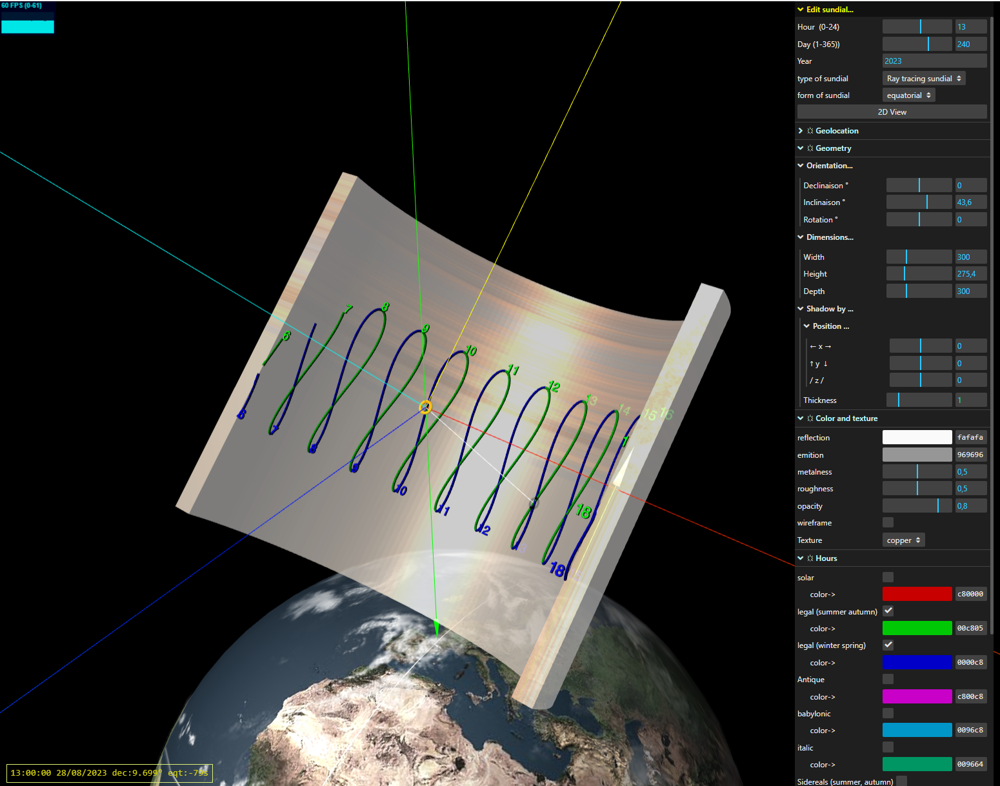 60 FPS (0-61)
Edit sundial...
Hour (0-24) 13
Day (1-365)) 240
Year 2023
type of sundial Ray tracing sundial
form of sundial equatorial
2D View
Geolocation
Geometry
Orientation...
Declinaison ° 0
Inclinaison ° 43,6
Rotation ° 0
Dimensions...
Width 300
Height 275,4
Depth 300
Shadow by ...
Position ...
← x → 0
↑ y ↓ 0
/ z / 0
Thickness 1
Color and texture
reflection fafafa
emition 969696
metalness 0,5
roughness 0,5
opacity 0,8
wireframe
Texture copper
Hours
solar
color-> c80000
legal (summer autumn)
color-> 00c805
legal (winter spring)
color-> 0000c8
Antique
color-> c800c8
babylonic
color-> 0096c8
italic
color-> 009664
Sidereals (summer, autumn)
6 7 8 9 10 11 12 13 14 15 16
18
6 7 8 9 10 11 12
18
13:00:00 28/08/2023 dec:9.699° eqt:-79s